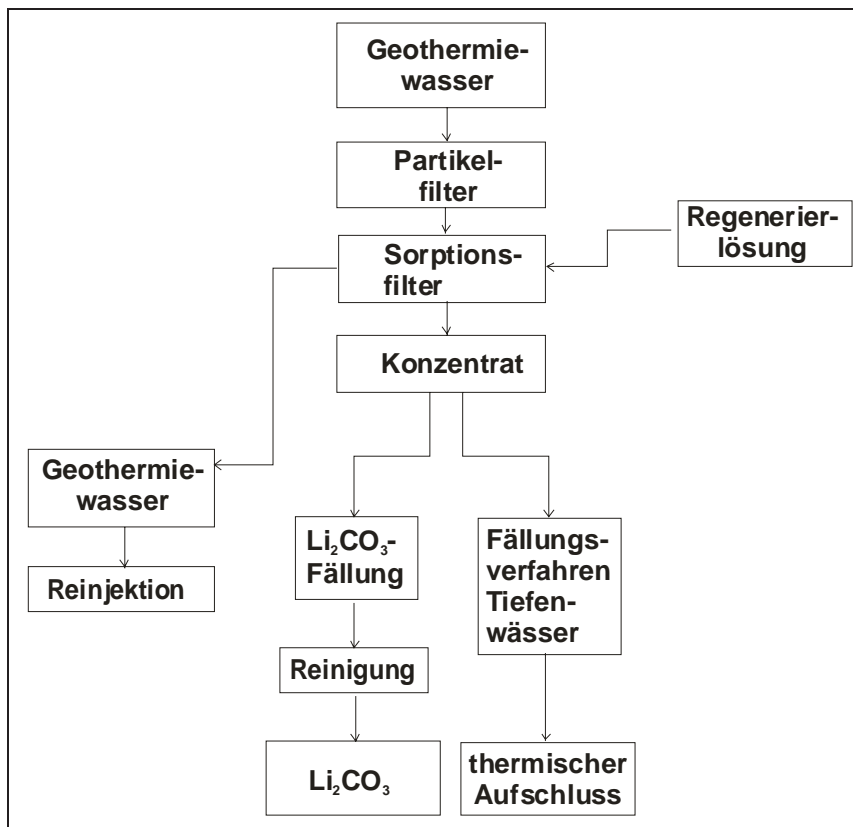 Geothermie-
wasser
Partikel-
filter
Regenerier-
lösung
Sorptions-
filter
Konzentrat
Geothermie-
wasser
Reinjektion
Li₂CO₃-
Fällung
Reinigung
Li₂CO₃
Fällungs-
verfahren
Tiefen-
wässer
thermischer
Aufschluss